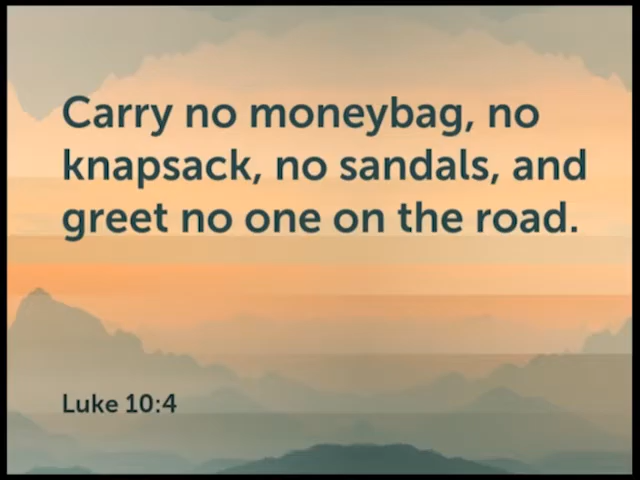 Carry no moneybag, no
knapsack, no sandals, and
greet no one on the road.
Luke 10:4